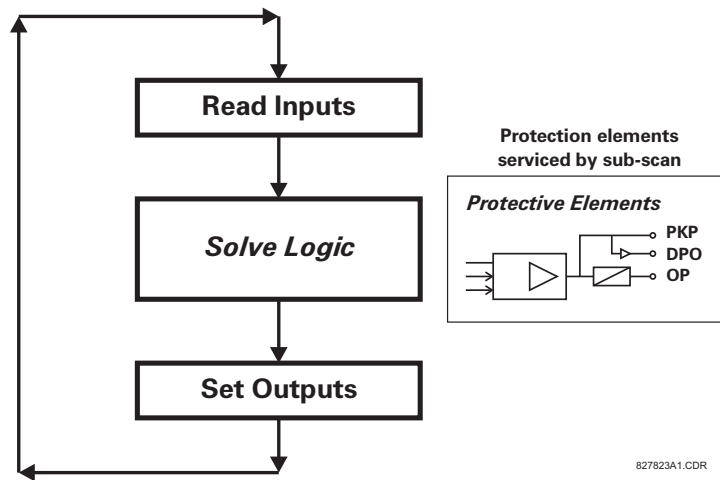 Read Inputs
Protection elements
serviced by sub-scan
Protective Elements
PKP
Solve Logic
DPO
OP
Set Outputs
827823A1.CDR